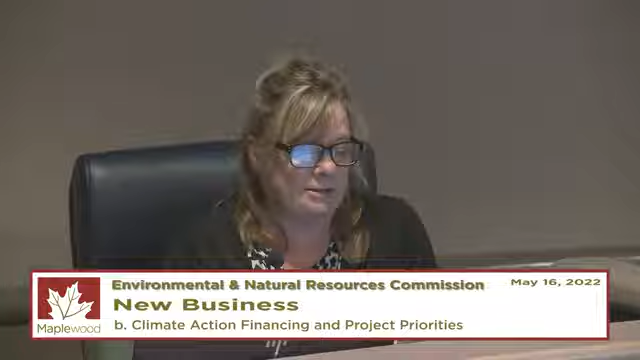 Environmental & Natural Resources Commission
May 16, 2022
New Business
b. Climate Action Financing and Project Priorities
Maplewood